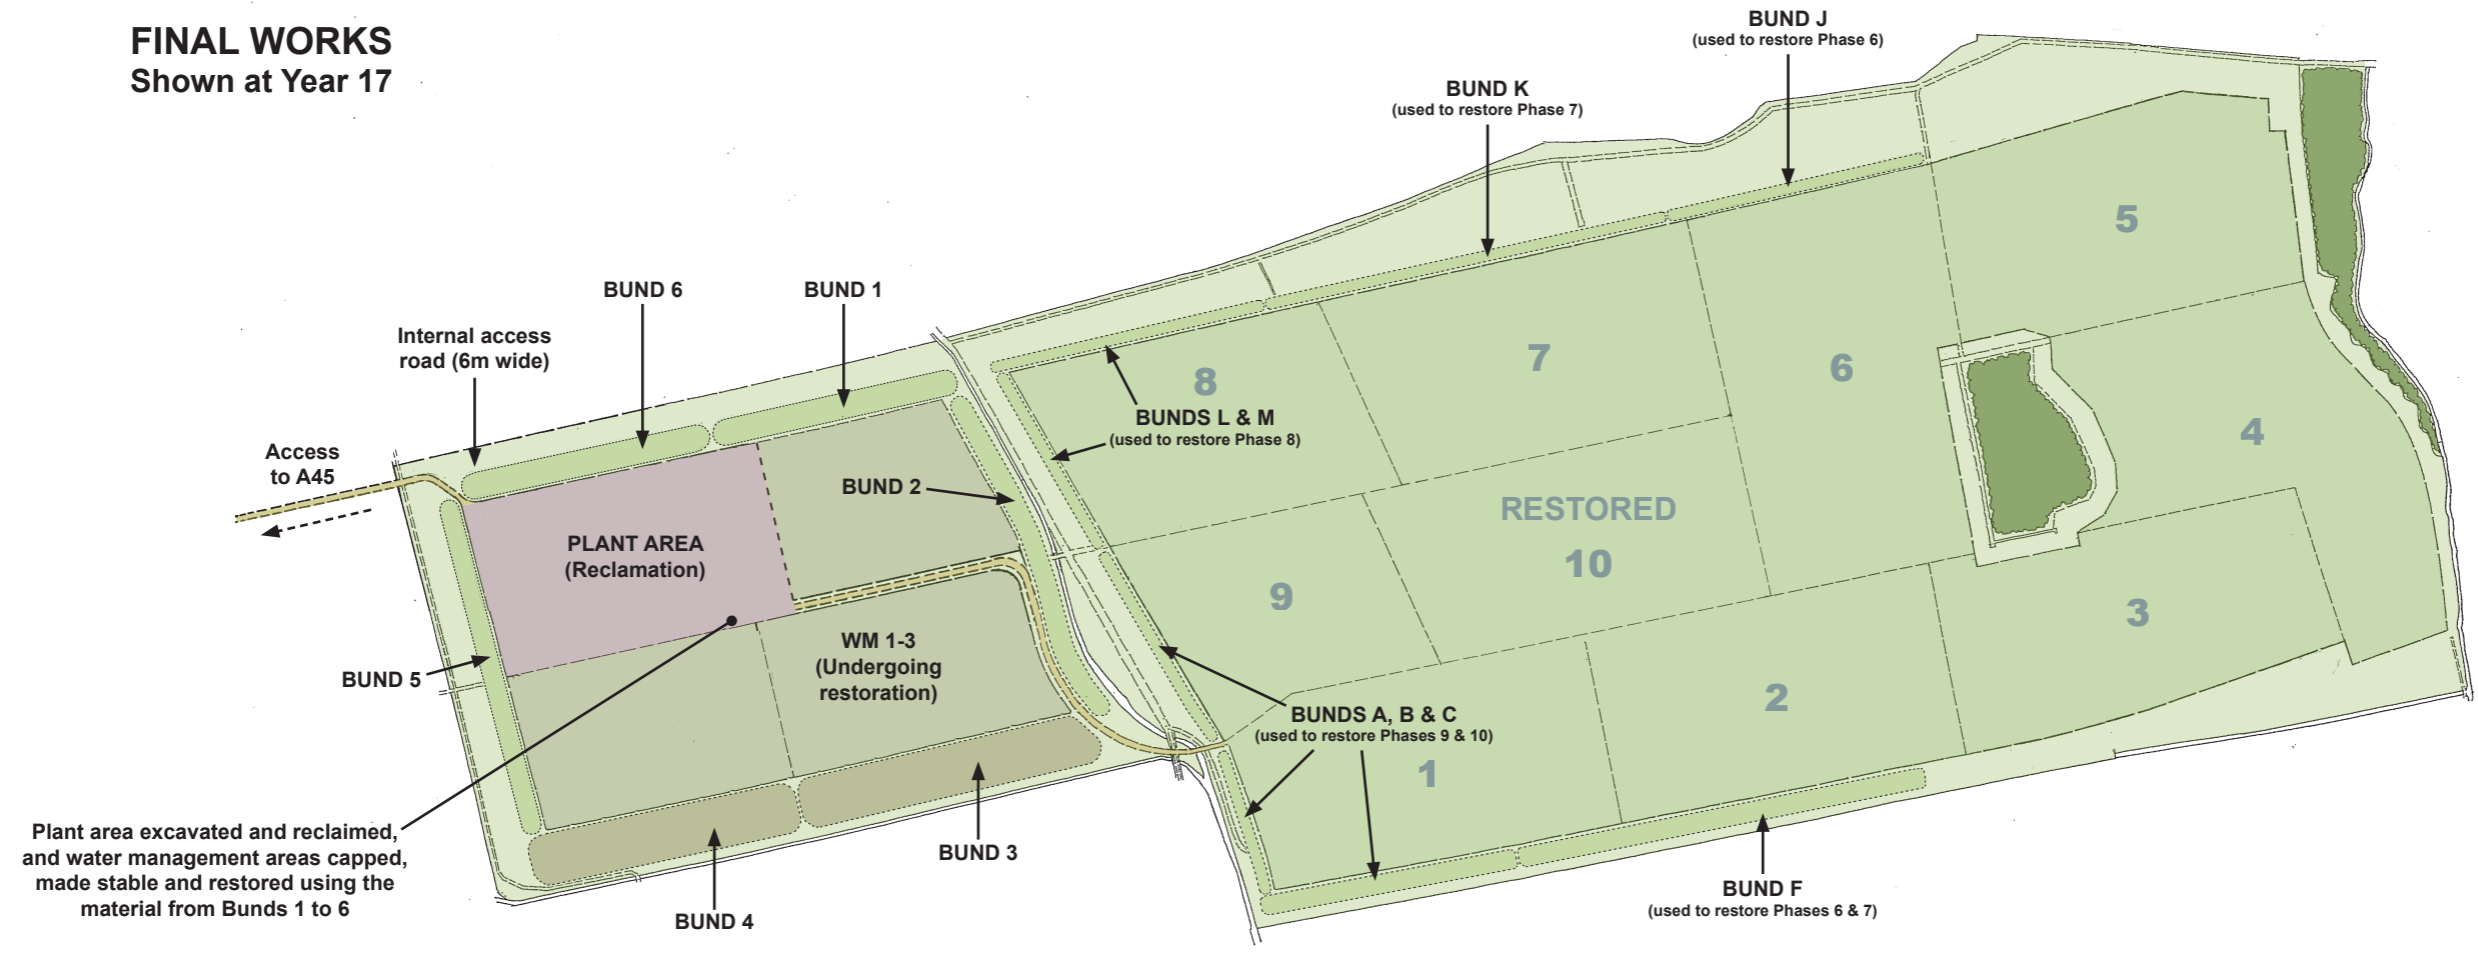 FINAL WORKS
Shown at Year 17
BUND J
(used to restore Phase 6)
BUND K
(used to restore Phase 7)
BUND 6
BUND 1
Internal access
road (6m wide)
Access
to A45
BUND 2
BUNDS L & M
(used to restore Phase 8)
PLANT AREA
(Reclamation)
WM 1-3
(Undergoing
restoration)
BUND 5
5
7
6
8
4
RESTORED
10
9
3
2
1
BUNDS A, B & C
(used to restore Phases 9 & 10)
Plant area excavated and reclaimed,
and water management areas capped,
made stable and restored using the
material from Bunds 1 to 6
BUND 3
BUND 4
BUND F
(used to restore Phases 6 & 7)